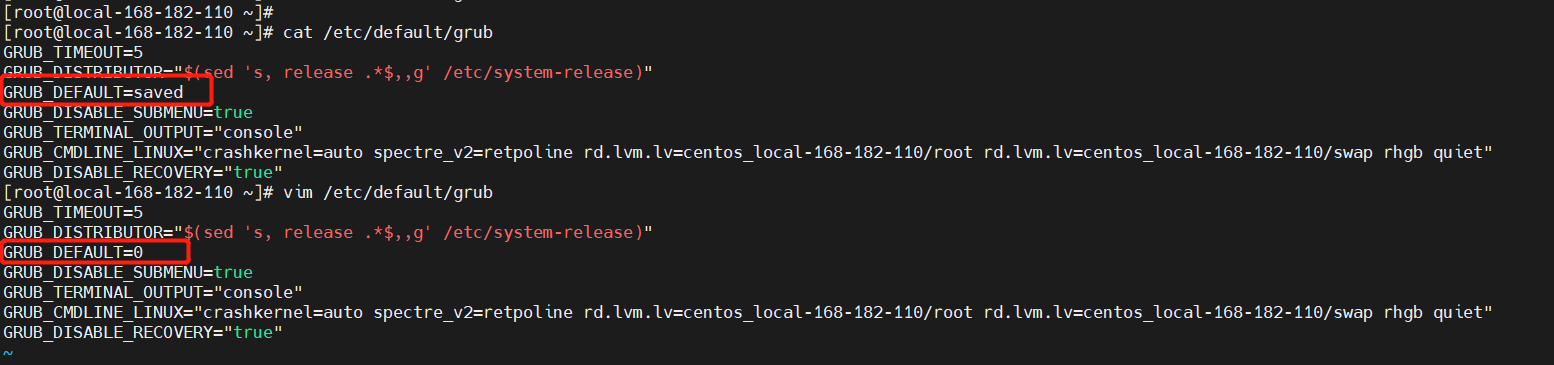 [root@local-168-182-110 ~]#
[root@local-168-182-110 ~]# cat /etc/default/grub
GRUB_TIMEOUT=5
GRUB_DISTRIBUTOR="$(sed 's, release .*$,,g' /etc/system-release)"
GRUB_DEFAULT=saved
GRUB_DISABLE_SUBMENU=true
GRUB_TERMINAL_OUTPUT="console"
GRUB_CMDLINE_LINUX="crashkernel=auto spectre_v2=retpoline rd.lvm.lv=centos_local-168-182-110/root rd.lvm.lv=centos_local-168-182-110/swap rhgb quiet"
GRUB_DISABLE_RECOVERY="true"
[root@local-168-182-110 ~]# vim /etc/default/grub
GRUB_TIMEOUT=5
GRUB_DISTRIBUTOR="$(sed 's, release .*$,,g' /etc/system-release)"
GRUB_DEFAULT=0
GRUB_DISABLE_SUBMENU=true
GRUB_TERMINAL_OUTPUT="console"
GRUB_CMDLINE_LINUX="crashkernel=auto spectre_v2=retpoline rd.lvm.lv=centos_local-168-182-110/root rd.lvm.lv=centos_local-168-182-110/swap rhgb quiet"
GRUB_DISABLE_RECOVERY="true"
~